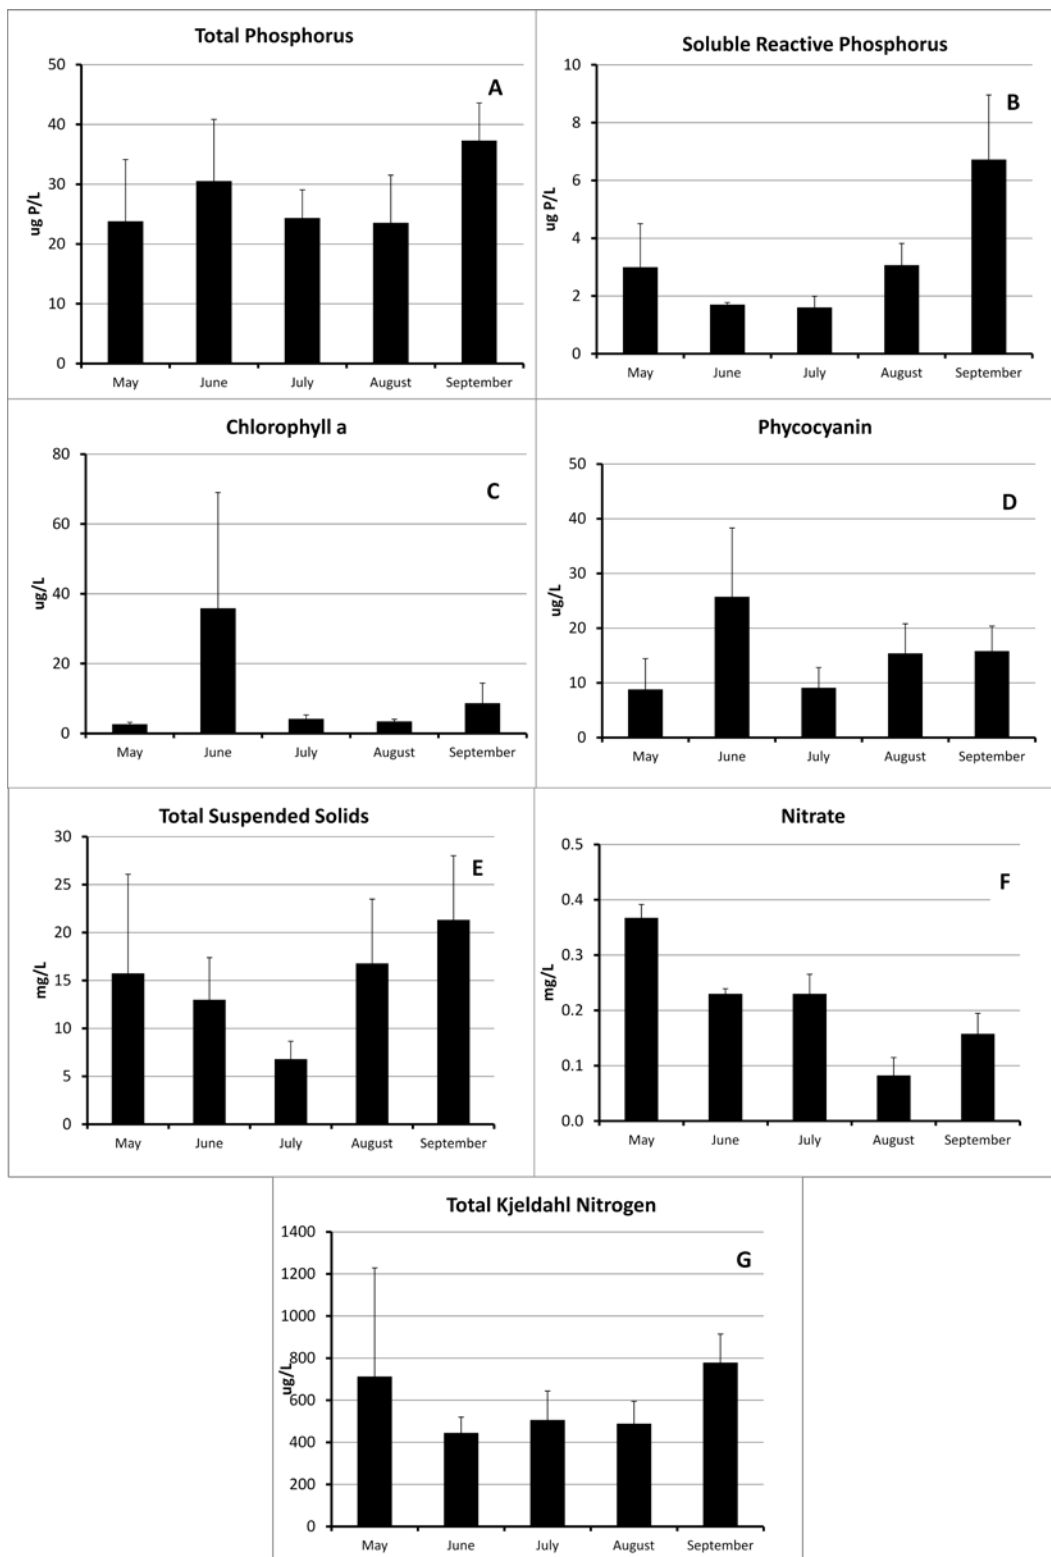 Total Phosphorus
A
50
40
30
20
10
0
ug P/L
May June July August September
Soluble Reactive Phosphorus
B
10
8
6
4
2
0
ug P/L
May June July August September
Chlorophyll a
C
80
60
40
20
0
ug/L
May June July August September
Phycocyanin
D
50
40
30
20
10
0
ug/L
May June July August September
Total Suspended Solids
E
30
25
20
15
10
5
0
mg/L
May June July August September
Nitrate
F
0.5
0.4
0.3
0.2
0.1
0.0
mg/L
May June July August September
Total Kjeldahl Nitrogen
G
1400
1200
1000
800
600
400
200
0
ug/L
May June July August September